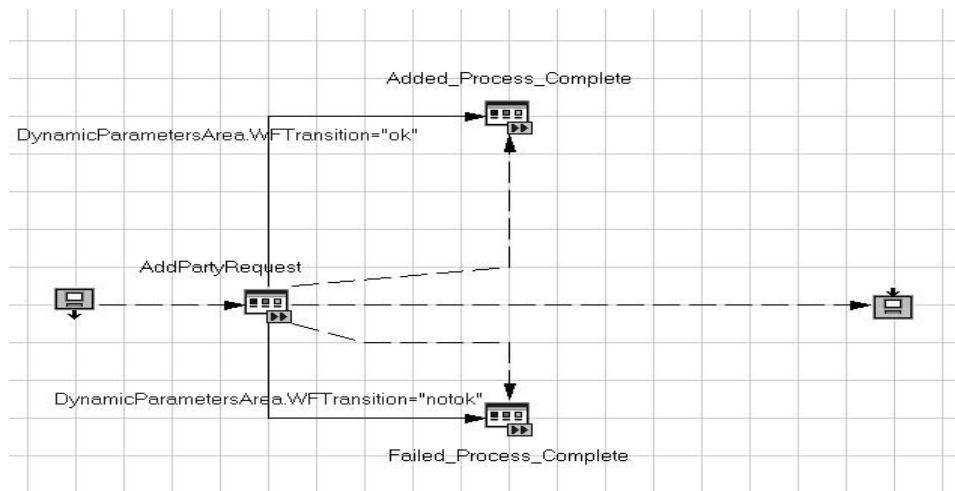 Added_Process_Complete
DynamicParametersArea.WFTransition="ok"
AddPartyRequest
DynamicParametersArea.WFTransition="notok"
Failed_Process_Complete